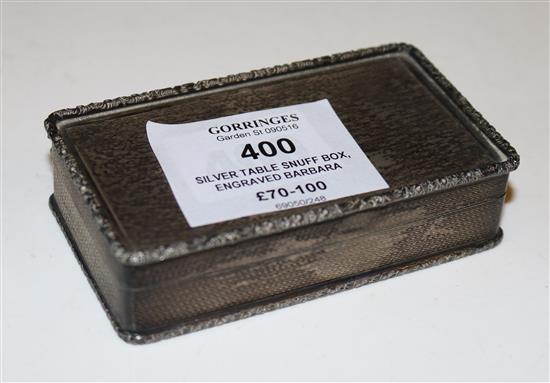 GORRINGES
Garden St 090516
400
SILVER TABLE SNUFF BOX,
ENGRAVED BARBARA
£70-100
69050/248